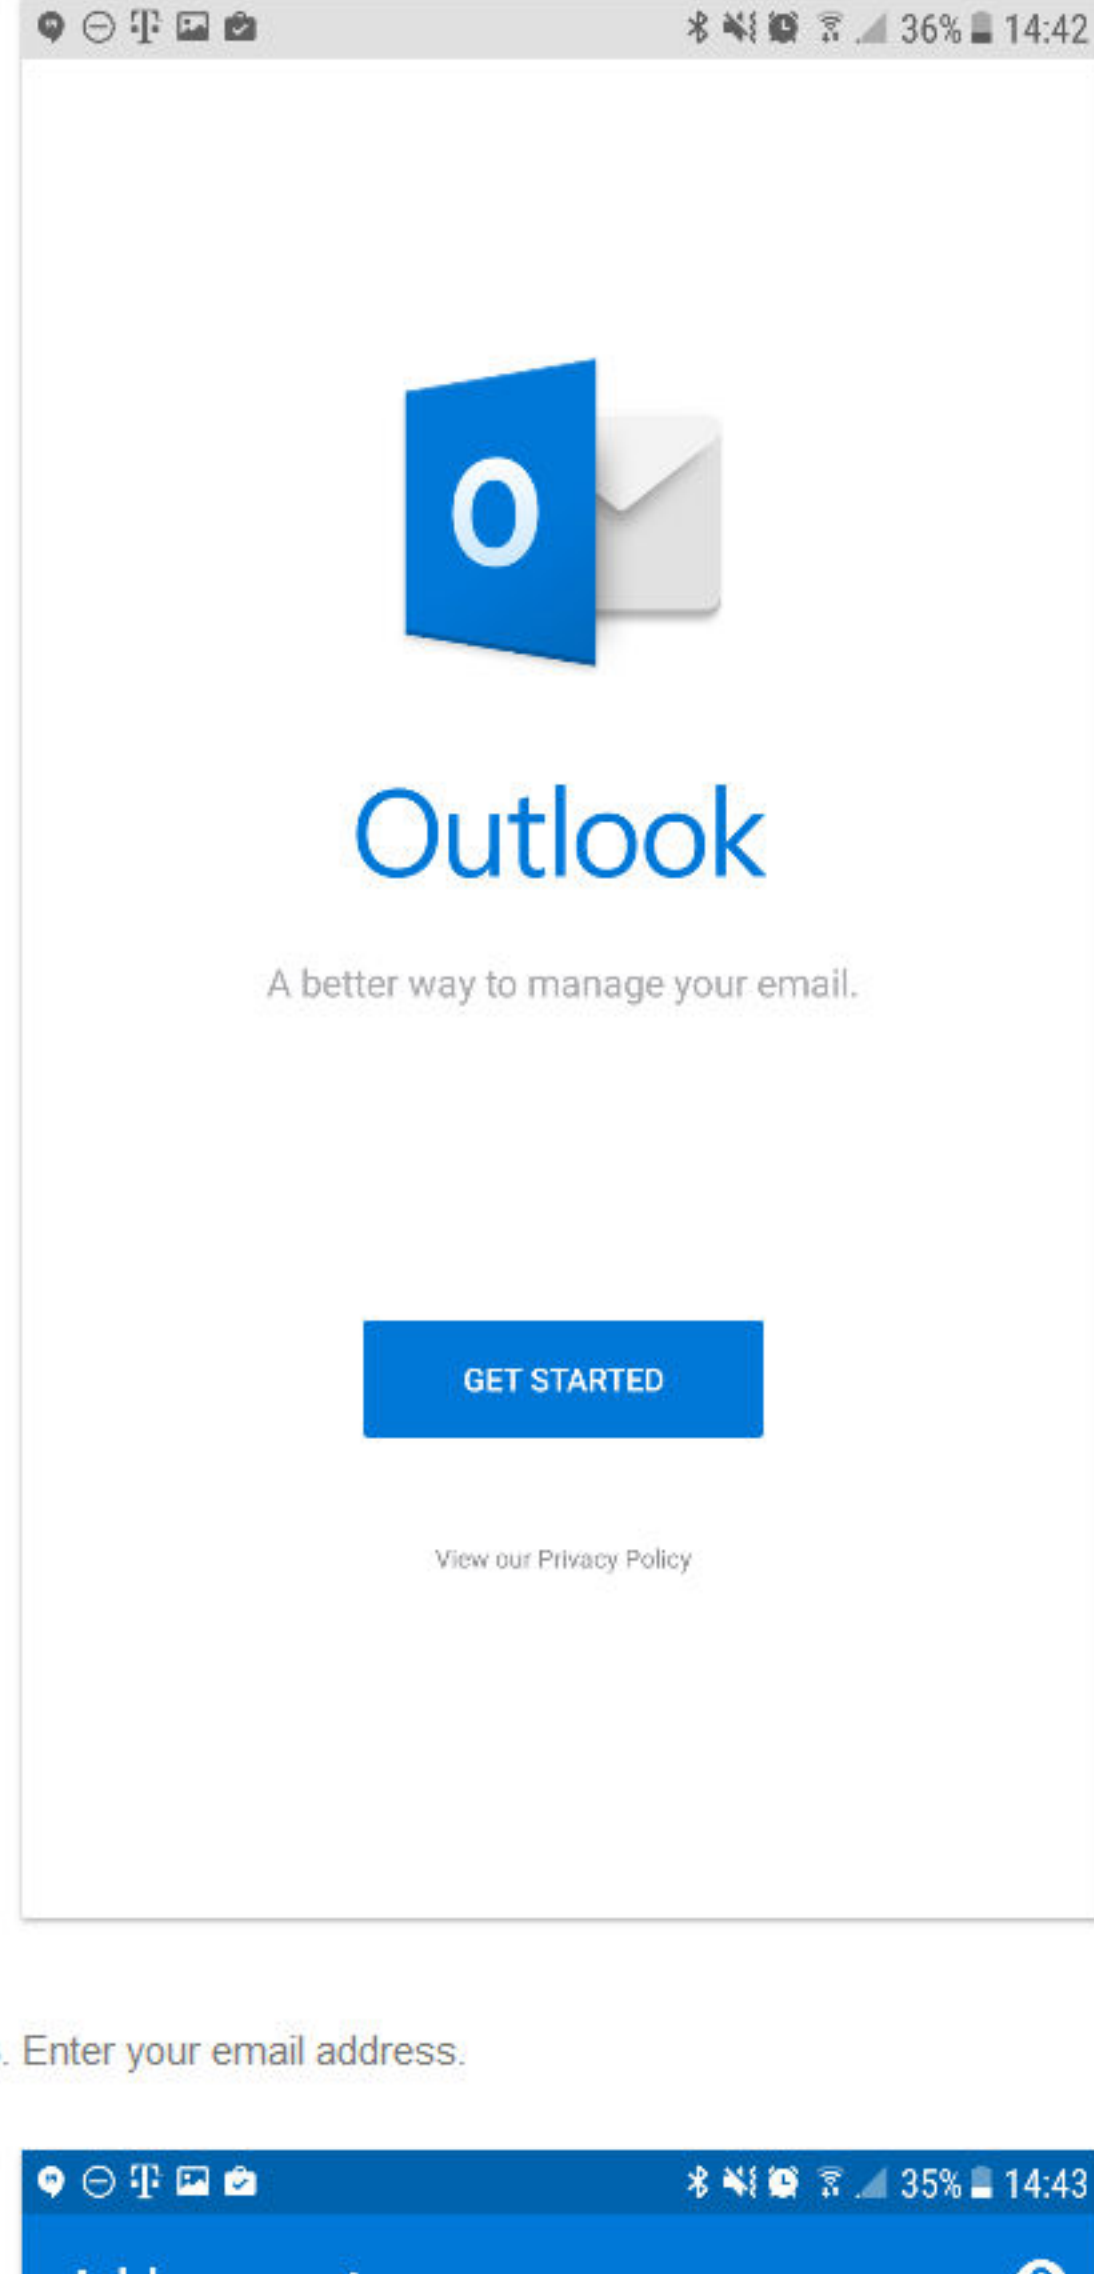 36% 14:42
O
Outlook
A better way to manage your email.
GET STARTED
View our Privacy Policy
. Enter your email address.
35% 14:43